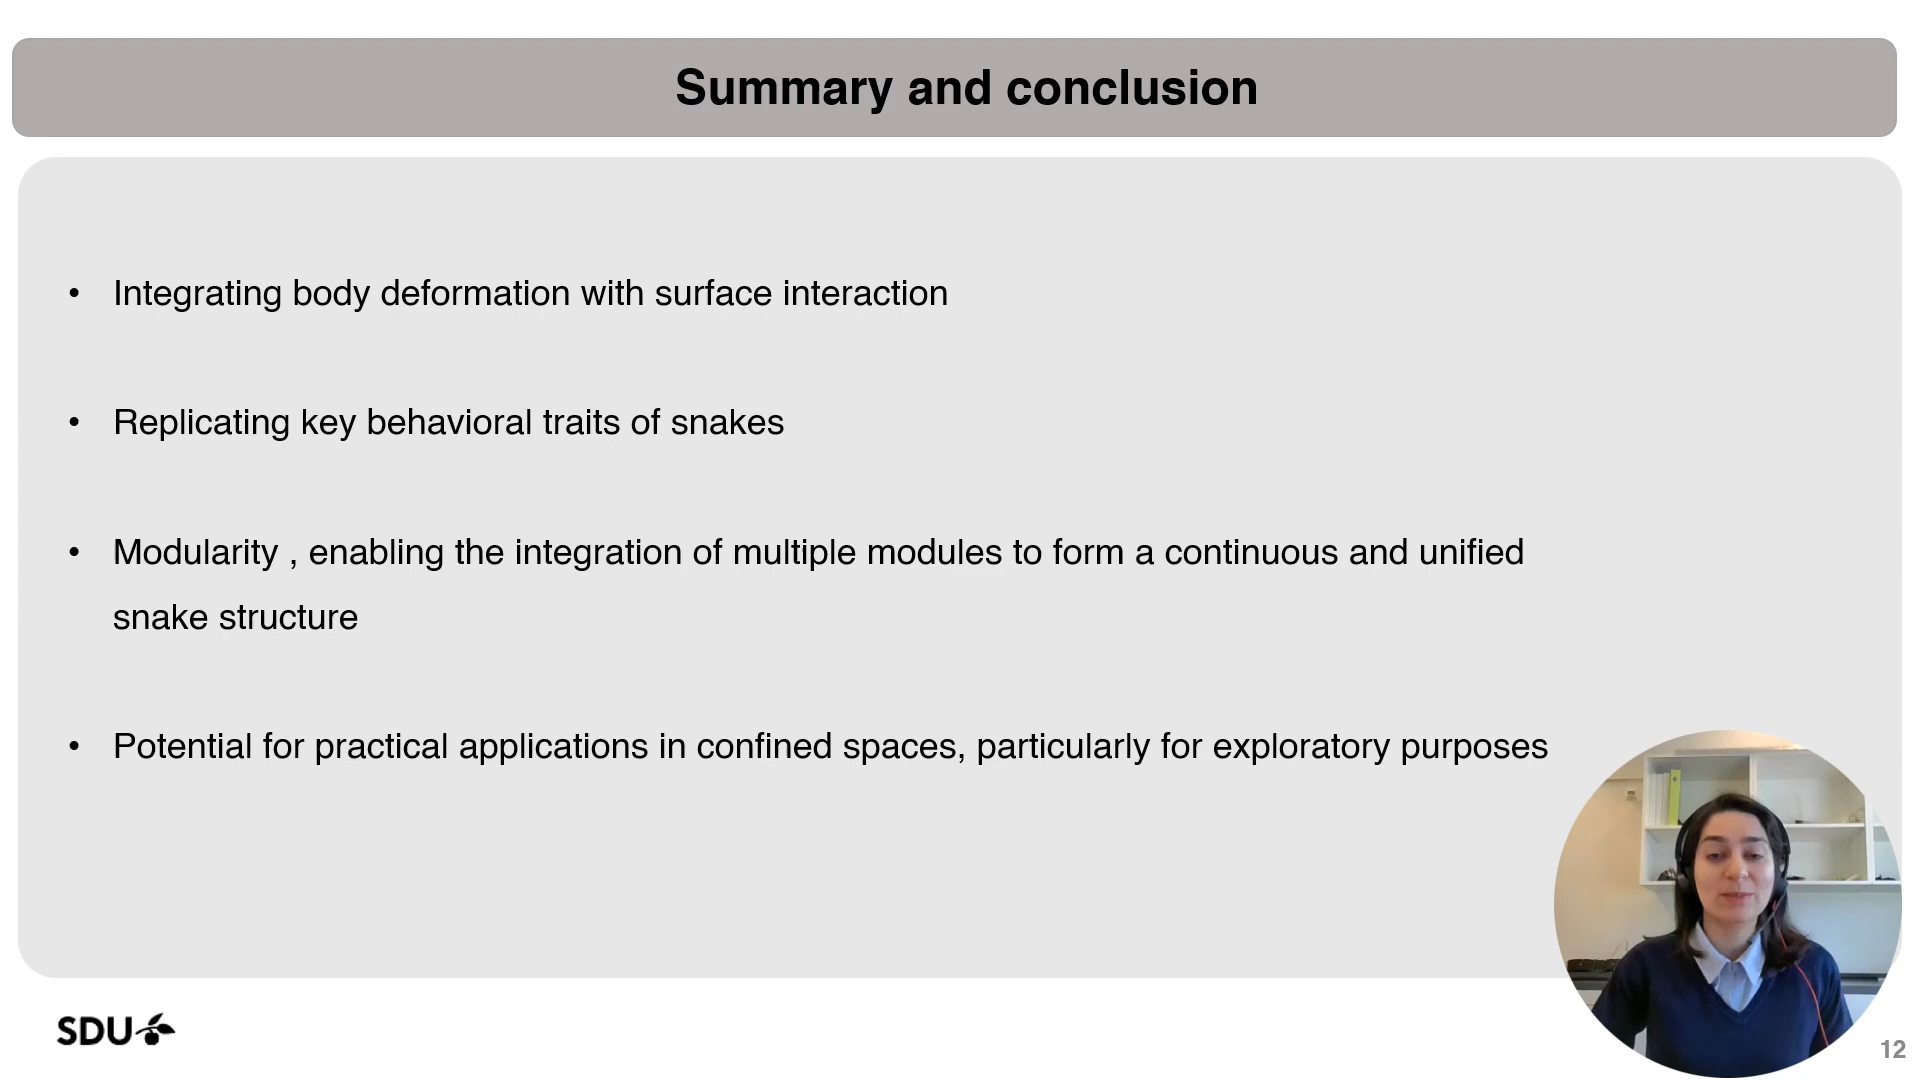 Summary and conclusion
• Integrating body deformation with surface interaction
• Replicating key behavioral traits of snakes
• Modularity , enabling the integration of multiple modules to form a continuous and unified
snake structure
• Potential for practical applications in confined spaces, particularly for exploratory purposes
SDU
12